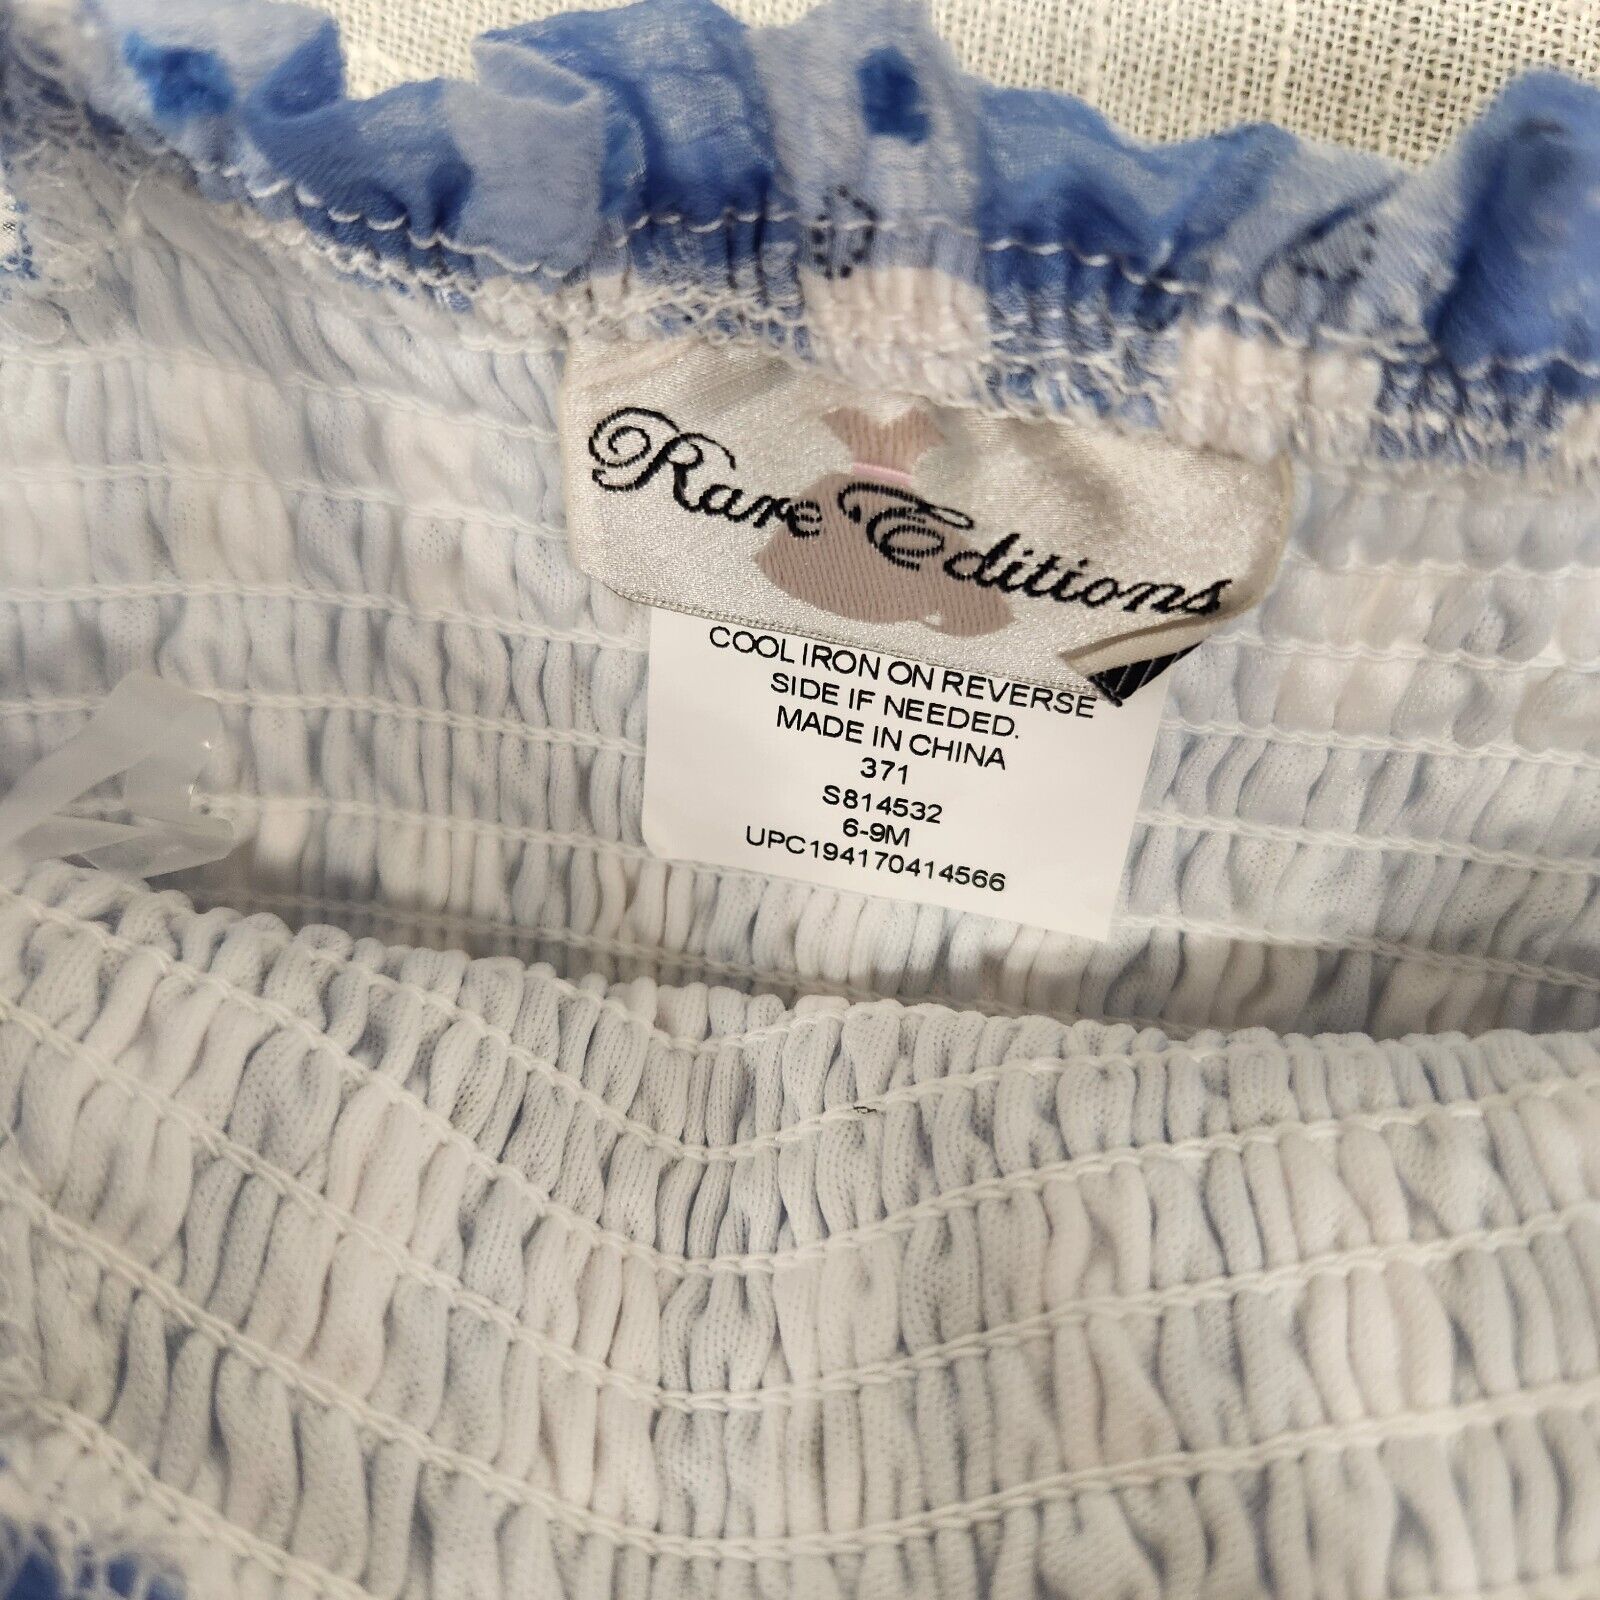 Rare Editions
COOL IRON ON REVERSE
SIDE IF NEEDED.
MADE IN CHINA
371
S814532
6-9M
UPC194170414566